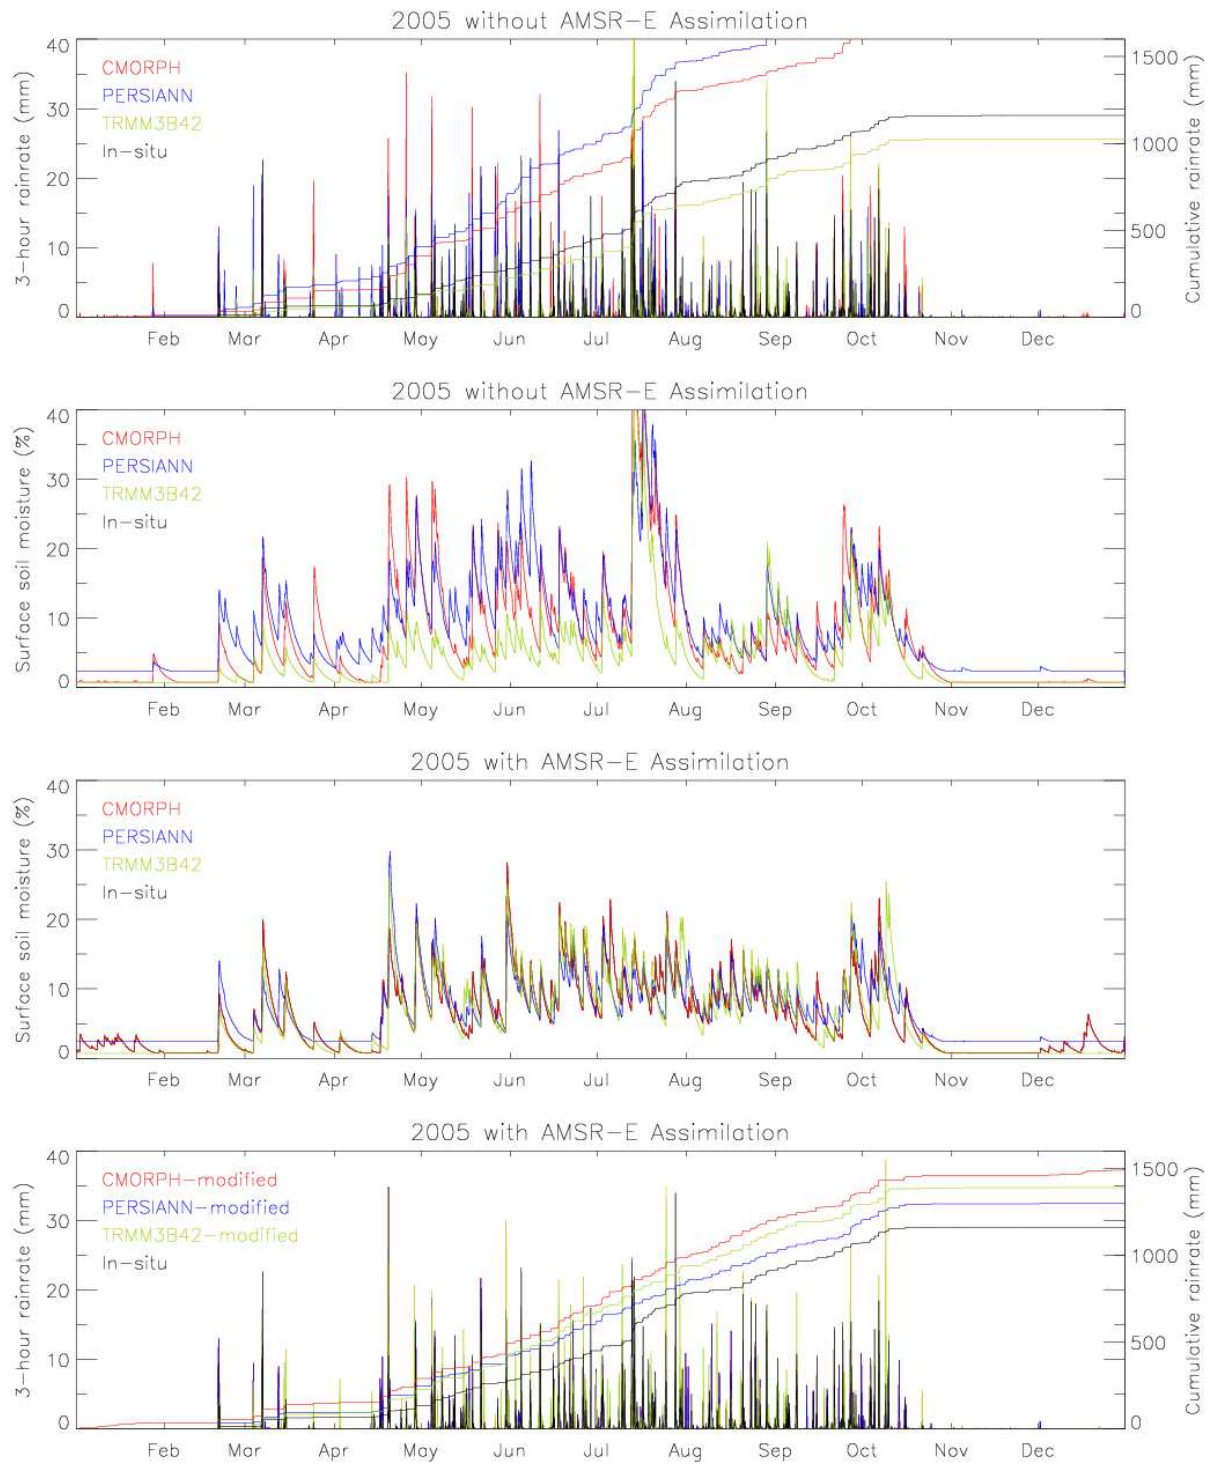 2005 without AMSR-E Assimilation
3-hour rainrate (mm)
40
30
20
10
0
CMORPH
PERSIANN
TRMM3B42
In-situ
1500
1000
500
0
Cumulative rainrate (mm)
Feb Mar Apr May Jun Jul Aug Sep Oct Nov Dec
2005 without AMSR-E Assimilation
Surface soil moisture (%)
40
30
20
10
0
CMORPH
PERSIANN
TRMM3B42
In-situ
Feb Mar Apr May Jun Jul Aug Sep Oct Nov Dec
2005 with AMSR-E Assimilation
Surface soil moisture (%)
40
30
20
10
0
CMORPH
PERSIANN
TRMM3B42
In-situ
Feb Mar Apr May Jun Jul Aug Sep Oct Nov Dec
2005 with AMSR-E Assimilation
3-hour rainrate (mm)
40
30
20
10
0
CMORPH-modified
PERSIANN-modified
TRMM3B42-modified
In-situ
1500
1000
500
0
Cumulative rainrate (mm)
Feb Mar Apr May Jun Jul Aug Sep Oct Nov Dec